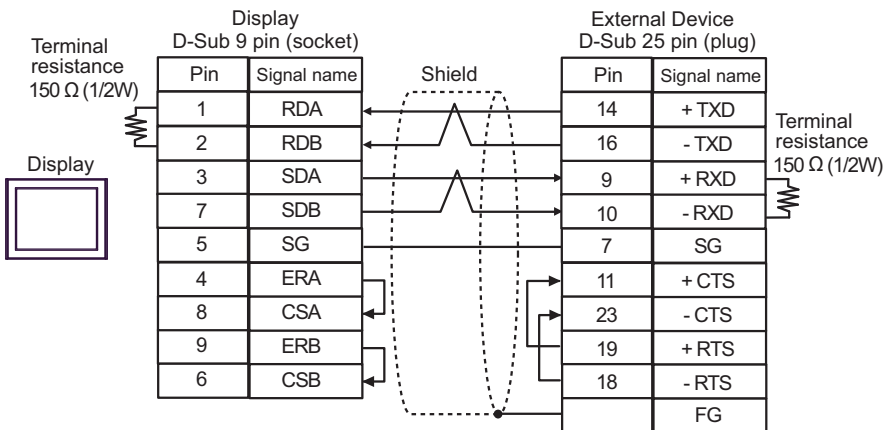 Display
D-Sub 9 pin (socket)
External Device
D-Sub 25 pin (plug)
Terminal
resistance
150 Ω (1/2W)
Pin Signal name Shield Pin Signal name
1 RDA 14 + TXD
2 RDB 16 - TXD
Terminal
resistance
150 Ω (1/2W)
Display
3 SDA 9 + RXD
7 SDB 10 - RXD
5 SG 7 SG
4 ERA 11 + CTS
8 CSA 23 - CTS
9 ERB 19 + RTS
6 CSB 18 - RTS
FG